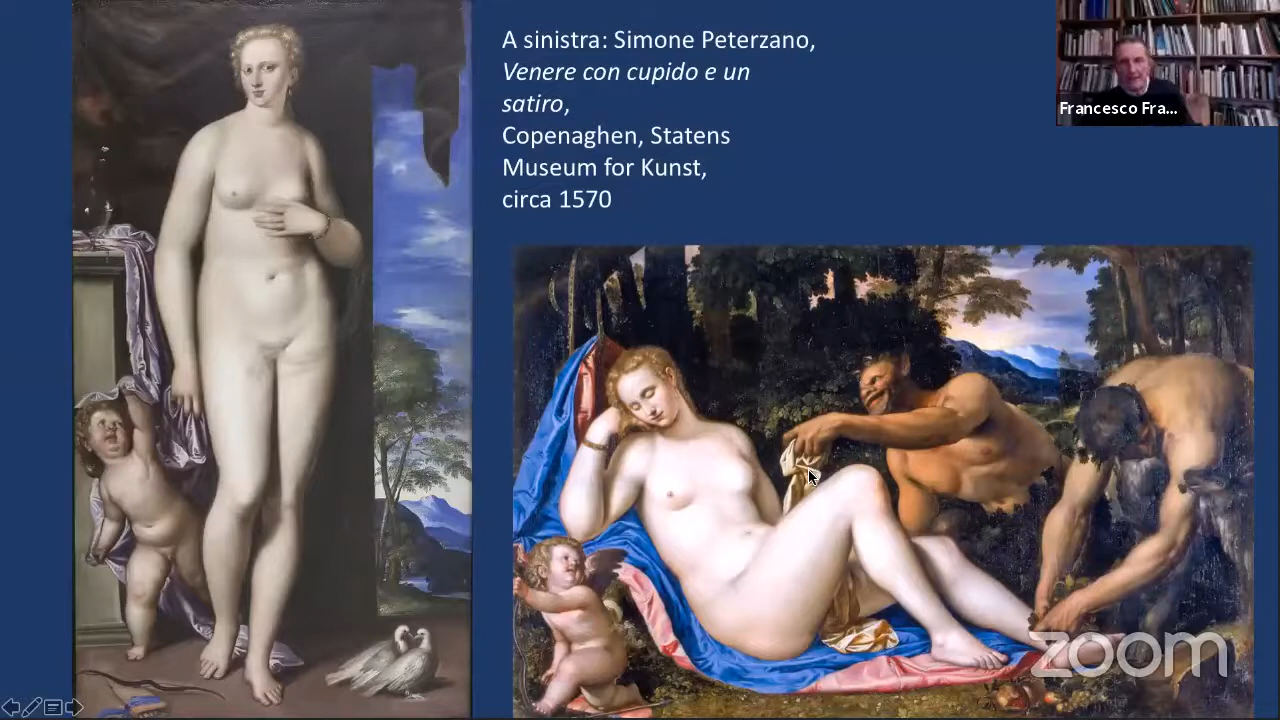 A sinistra: Simone Peterzano,
Venere con cupido e un
satiro,
Copenaghen, Statens
Museum for Kunst,
circa 1570
Francesco Fra...
zoom